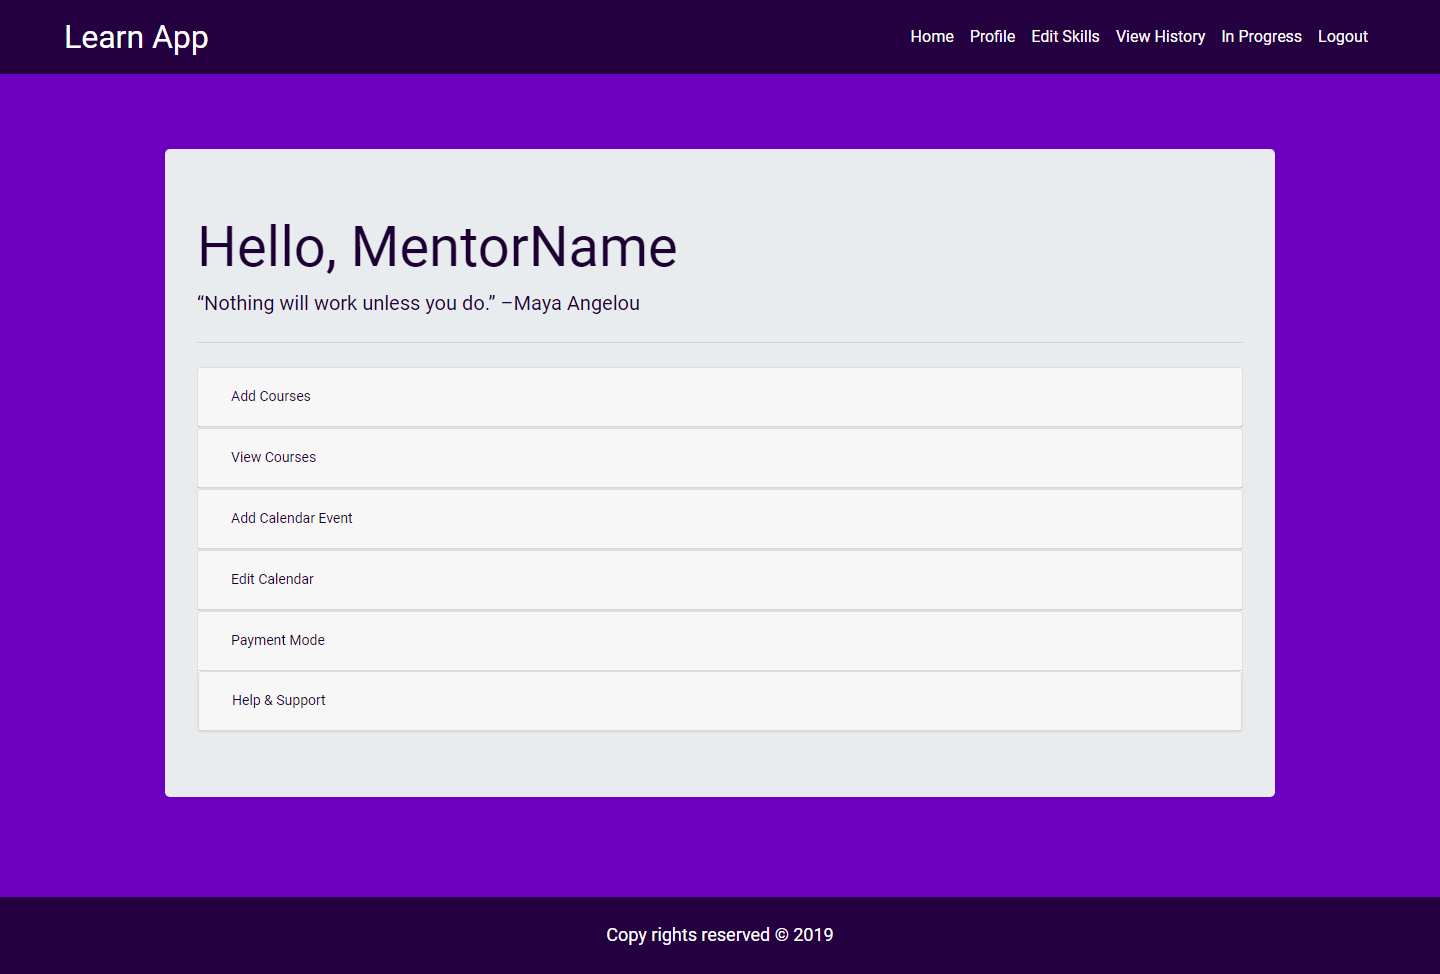 Learn App
Home Profile Edit Skills View History In Progress Logout
Hello, MentorName
“Nothing will work unless you do.” –Maya Angelou
Add Courses
View Courses
Add Calendar Event
Edit Calendar
Payment Mode
Help & Support
Copy rights reserved © 2019